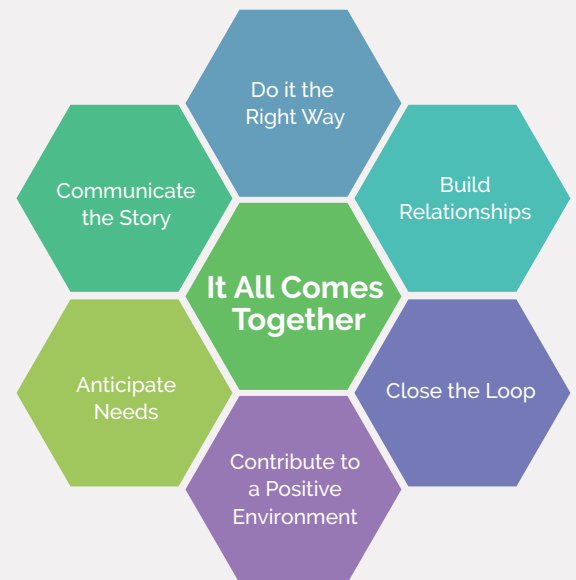 Do it the
Right Way
Communicate
the Story
Build
Relationships
It All Comes
Together
Anticipate
Needs
Close the Loop
Contribute to
a Positive
Environment